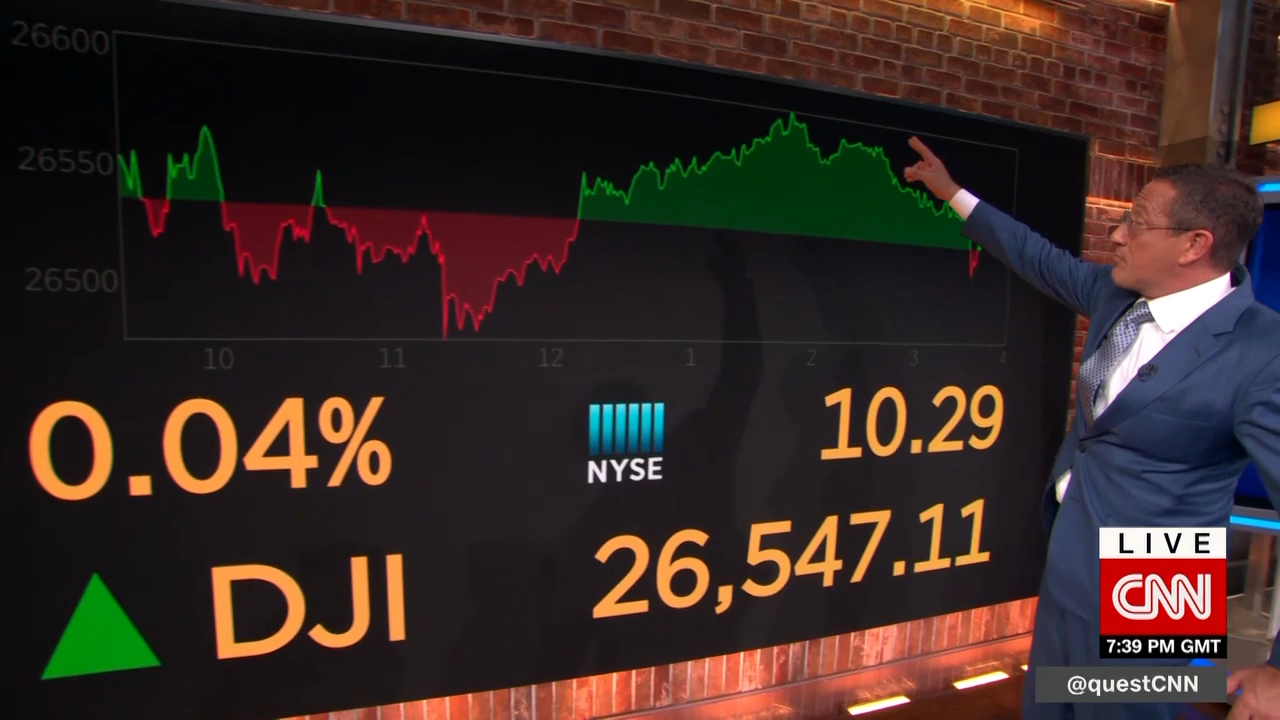 26600
26550
26500
10 11 12 1 2 3 4
0.04%
NYSE
10.29
DJI
26,547.11
LIVE
CNN
7:39 PM GMT
@questCNN